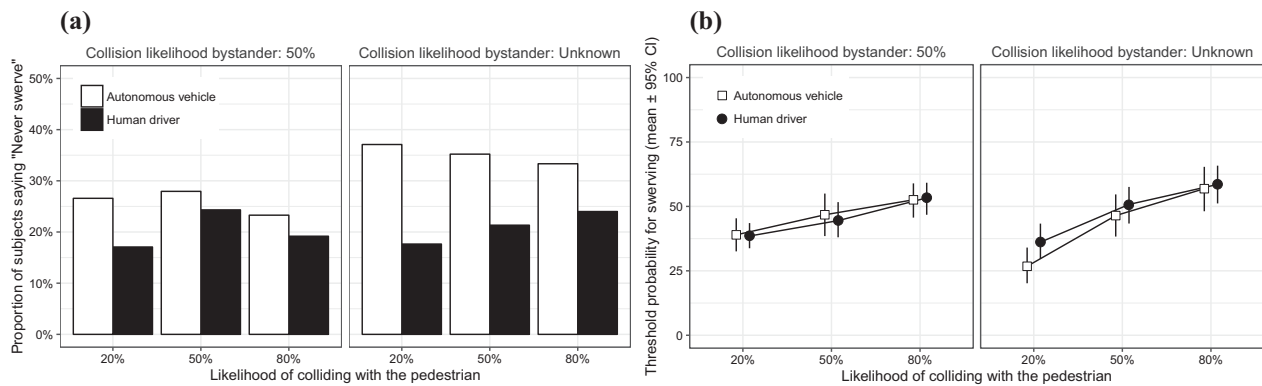 (a)
Collision likelihood bystander: 50%
Collision likelihood bystander: Unknown
Proportion of subjects saying "Never swerve"
50%
40%
30%
20%
10%
0%
Autonomous vehicle
Human driver
20%
50%
80%
20%
50%
80%
Likelihood of colliding with the pedestrian
(b)
Collision likelihood bystander: 50%
Collision likelihood bystander: Unknown
Threshold probability for swerving (mean ± 95% CI)
100
75
50
25
0
Autonomous vehicle
Human driver
20%
50%
80%
20%
50%
80%
Likelihood of colliding with the pedestrian